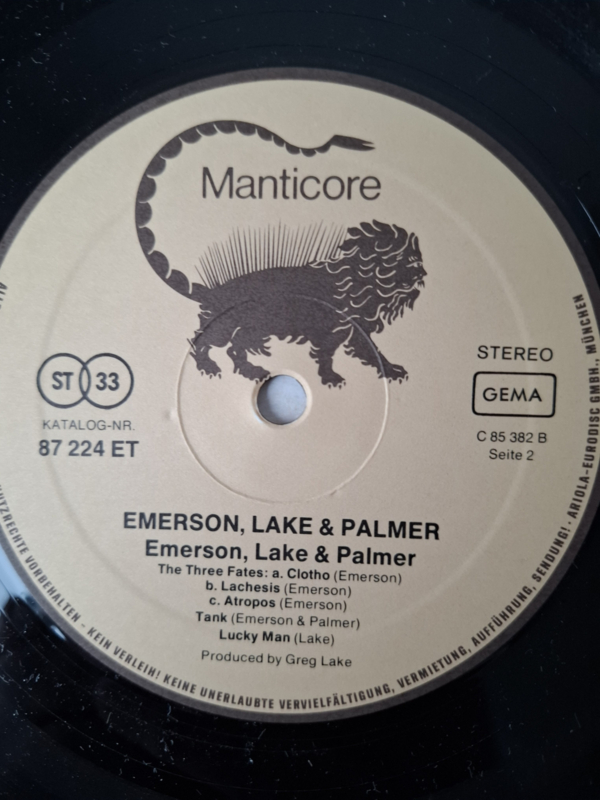 Manticore
ST 33
KATALOG-NR.
87 224 ET
STEREO
GEMA
C 85 382 B
Seite 2
EMERSON, LAKE & PALMER
Emerson, Lake & Palmer
The Three Fates: a. Clotho (Emerson)
b. Lachesis (Emerson)
c. Atropos (Emerson)
Tank (Emerson & Palmer)
Lucky Man (Lake)
Produced by Greg Lake
VORBEHALTEN - KEIN VERLEIH! KEINE UNERLAUBTE VERVIELFÄLTIGUNG, VERMIETUNG, AUFFÜHRUNG, SENDUNG! · ARIOLA-EURODISC GMBH., MÜNCHEN